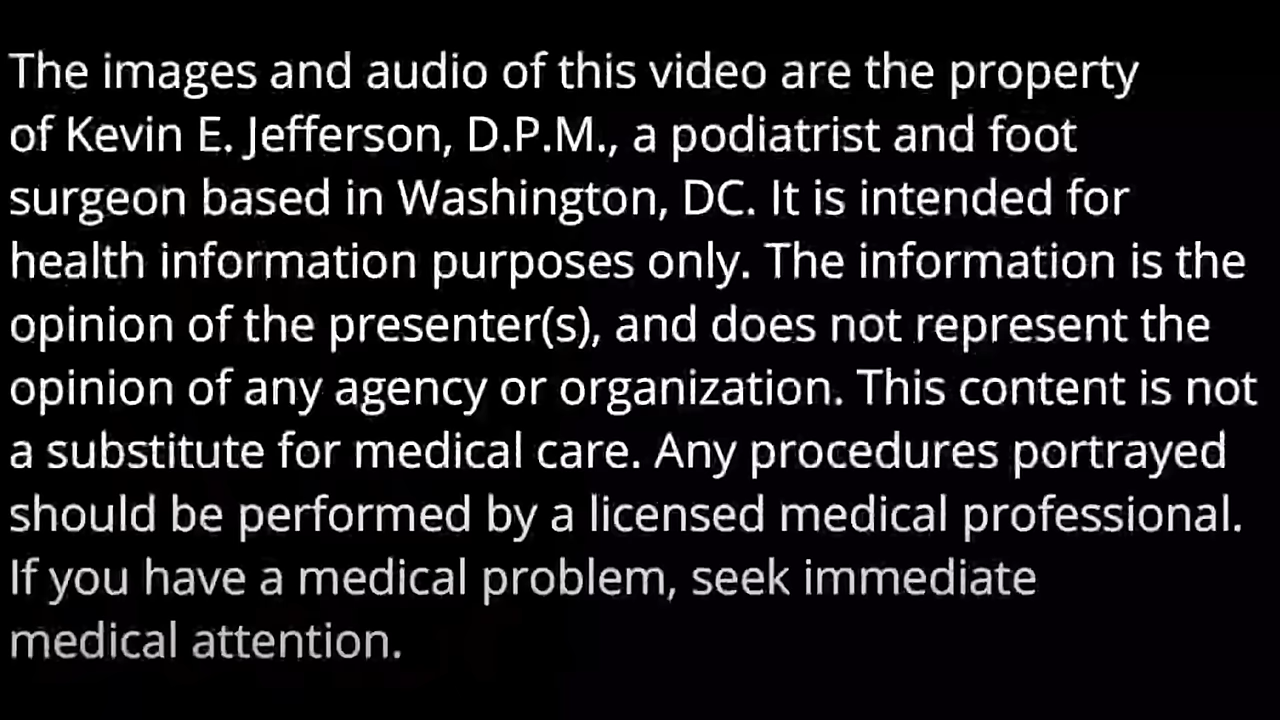 The images and audio of this video are the property
of Kevin E. Jefferson, D.P.M., a podiatrist and foot
surgeon based in Washington, DC. It is intended for
health information purposes only. The information is the
opinion of the presenter(s), and does not represent the
opinion of any agency or organization. This content is not
a substitute for medical care. Any procedures portrayed
should be performed by a licensed medical professional.
If you have a medical problem, seek immediate
medical attention.